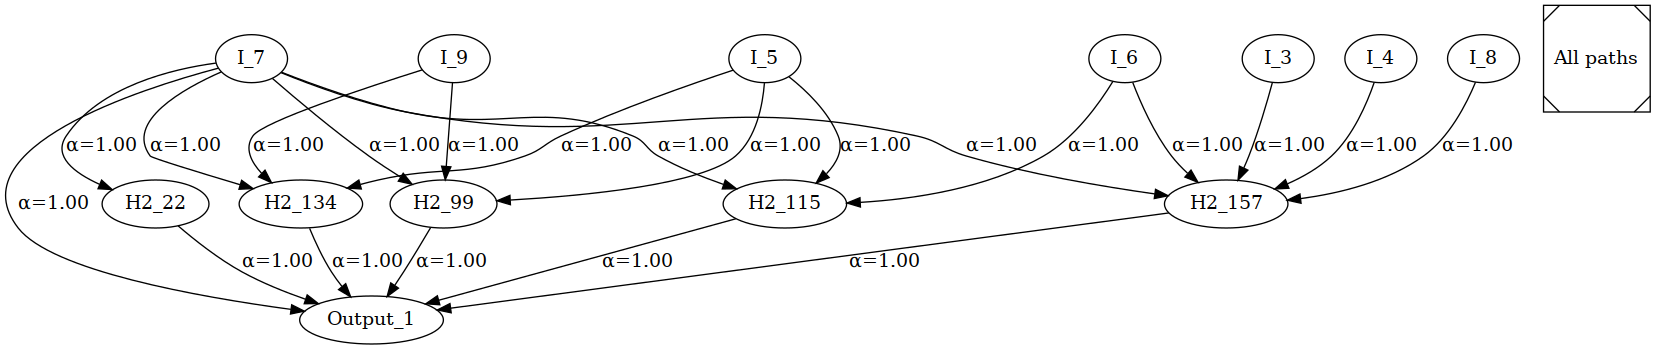 I_7 I_9 I_5 I_6 I_3 I_4 I_8 All paths
α=1.00 α=1.00 α=1.00 α=1.00 α=1.00 α=1.00 α=1.00 α=1.00 α=1.00 α=1.00 α=1.00 α=1.00 α=1.00 α=1.00 α=1.00
α=1.00 H2_22 H2_134 H2_99 H2_115 H2_157
α=1.00 α=1.00 α=1.00 α=1.00 α=1.00
Output_1